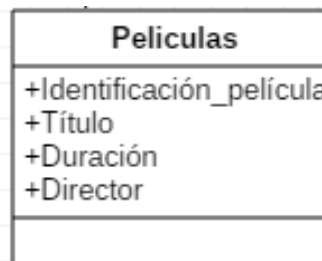 Peliculas
+Identificación_película
+Título
+Duración
+Director